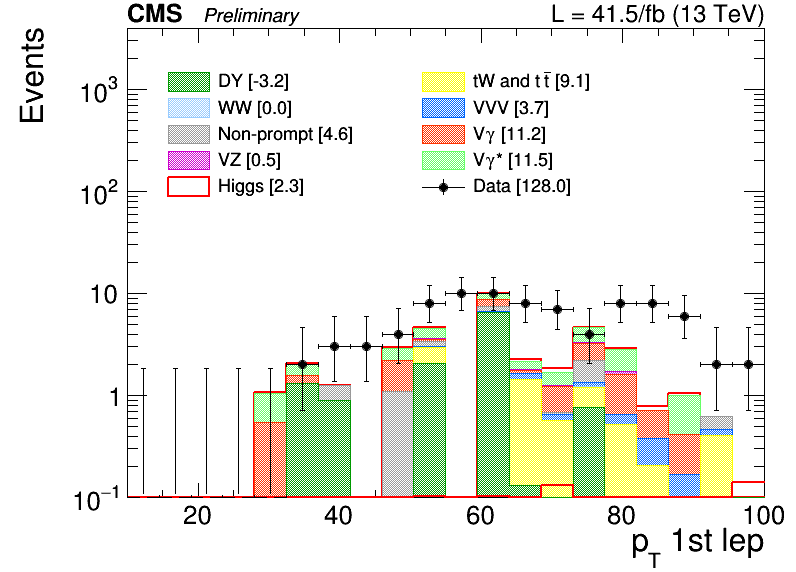 CMS Preliminary L = 41.5/fb (13 TeV)
Events
10³
10²
10
1
10⁻¹
DY [-3.2]
WW [0.0]
Non-prompt [4.6]
VZ [0.5]
Higgs [2.3]
tW and tt̄ [9.1]
VVV [3.7]
Vγ [11.2]
Vγ* [11.5]
Data [128.0]
20 40 60 80 100
p_T 1st lep